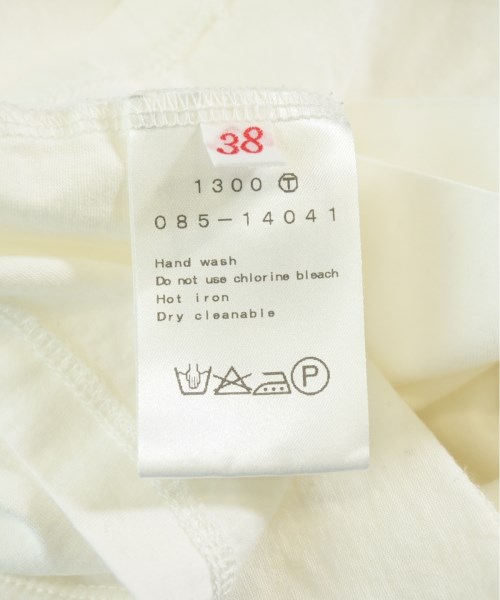 38
1300 Ⓣ
085-14041
Hand wash
Do not use chlorine bleach
Hot iron
Dry cleanable
P